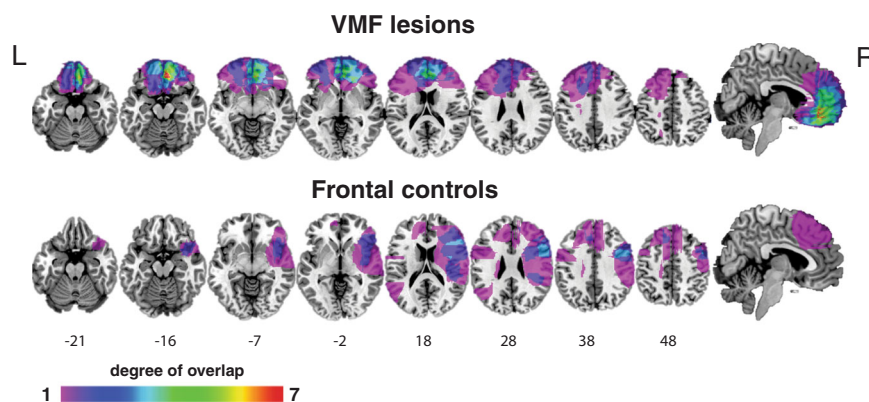 VMF lesions
L
Frontal controls
-21 -16 -7 -2 18 28 38 48
degree of overlap
1 7